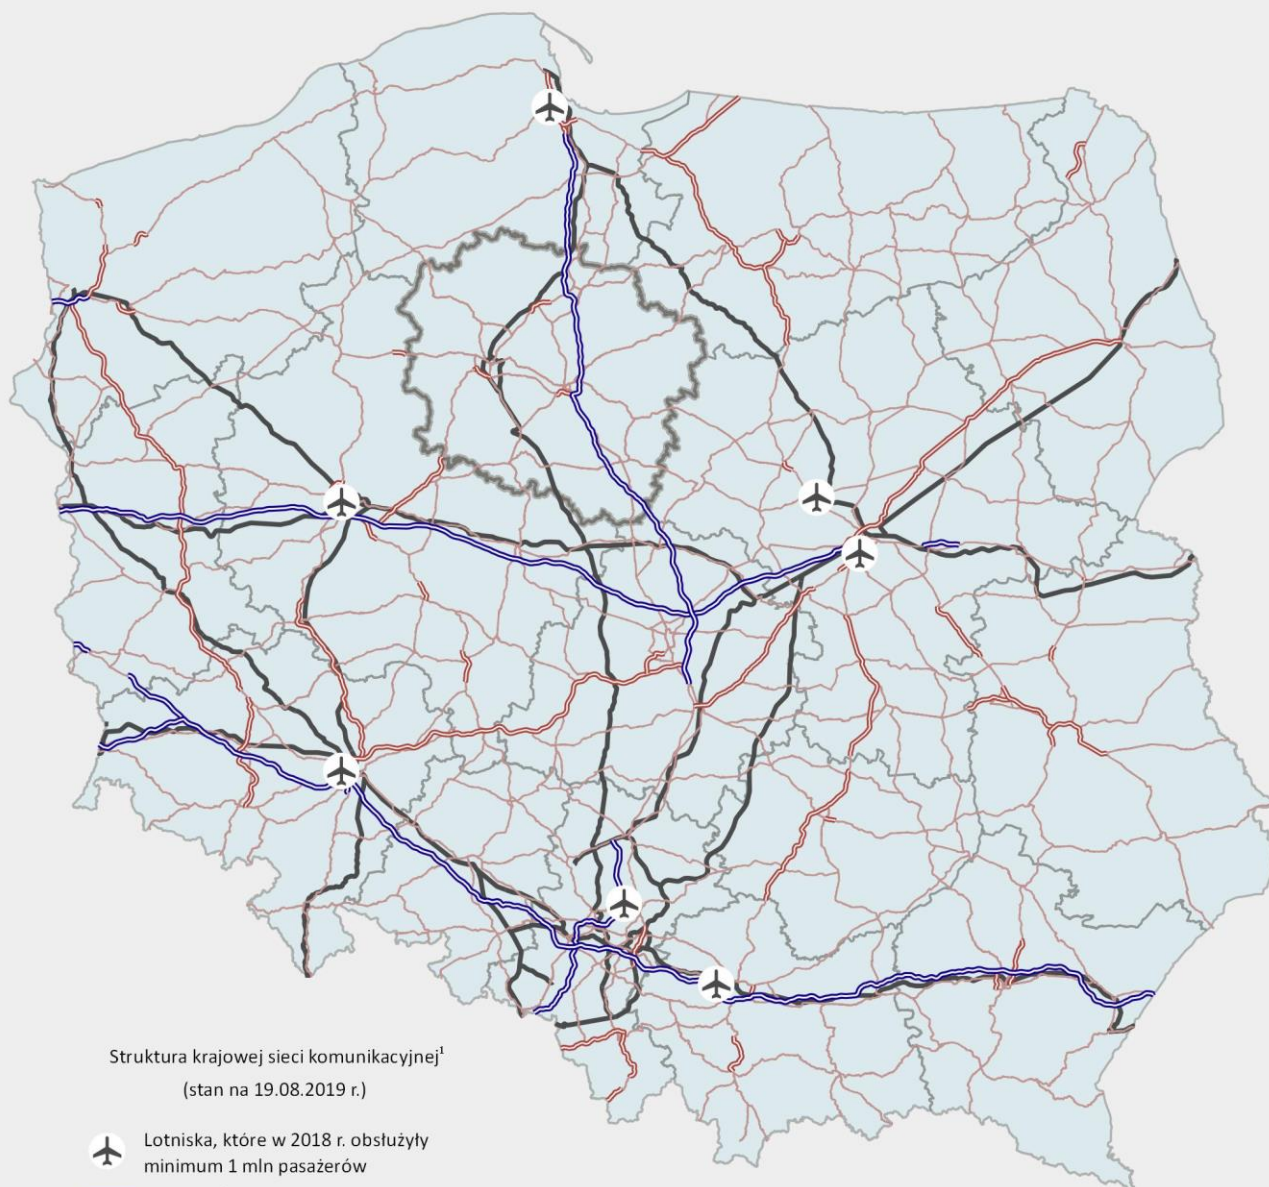 Struktura krajowej sieci komunikacyjnej¹
(stan na 19.08.2019 r.)
Lotniska, które w 2018 r. obsłużyły
minimum 1 mln pasażerów